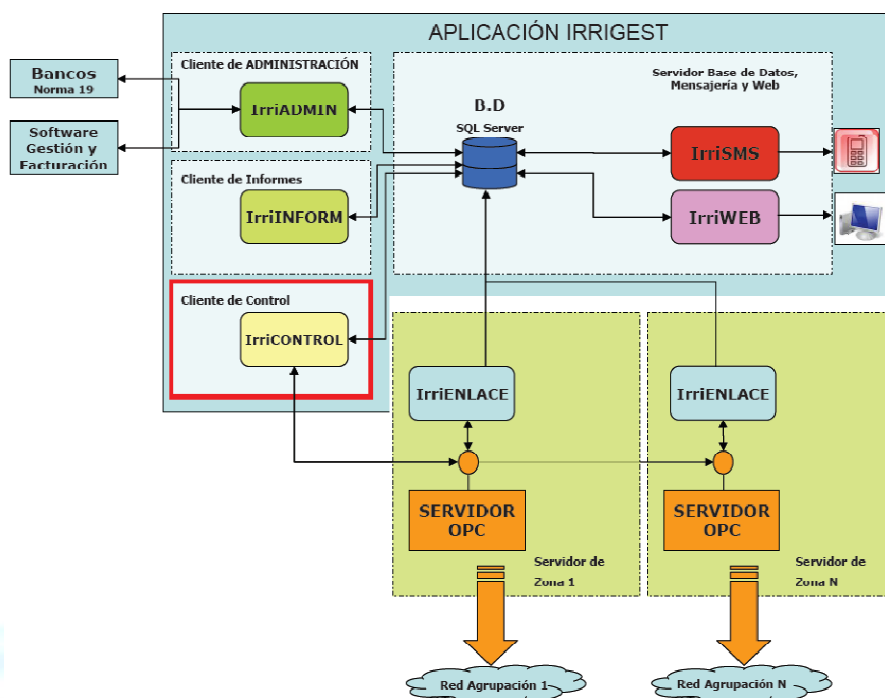 APLICACIÓN IRRIGEST
Bancos
Norma 19
Software
Gestión y
Facturación
Cliente de ADMINISTRACIÓN
IrriADMIN
Cliente de Informes
IrriINFORM
Cliente de Control
IrriCONTROL
B.D
SQL Server
Servidor Base de Datos,
Mensajería y Web
IrriSMS
IrriWEB
IrriENLACE
SERVIDOR
OPC
Servidor de
Zona 1
Red Agrupación 1
IrriENLACE
SERVIDOR
OPC
Servidor de
Zona N
Red Agrupación N